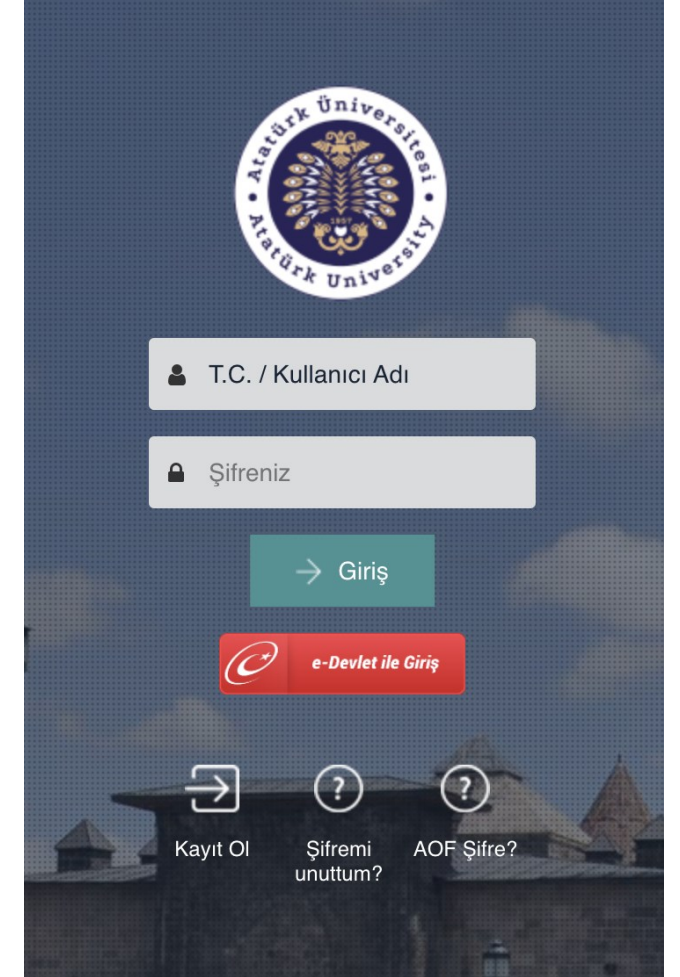 Atatürk Üniversitesi
1957
Atatürk University
T.C. / Kullanıcı Adı
Şifreniz
Giriş
e-Devlet ile Giriş
Kayıt Ol
Şifremi
unuttum?
AOF Şifre?